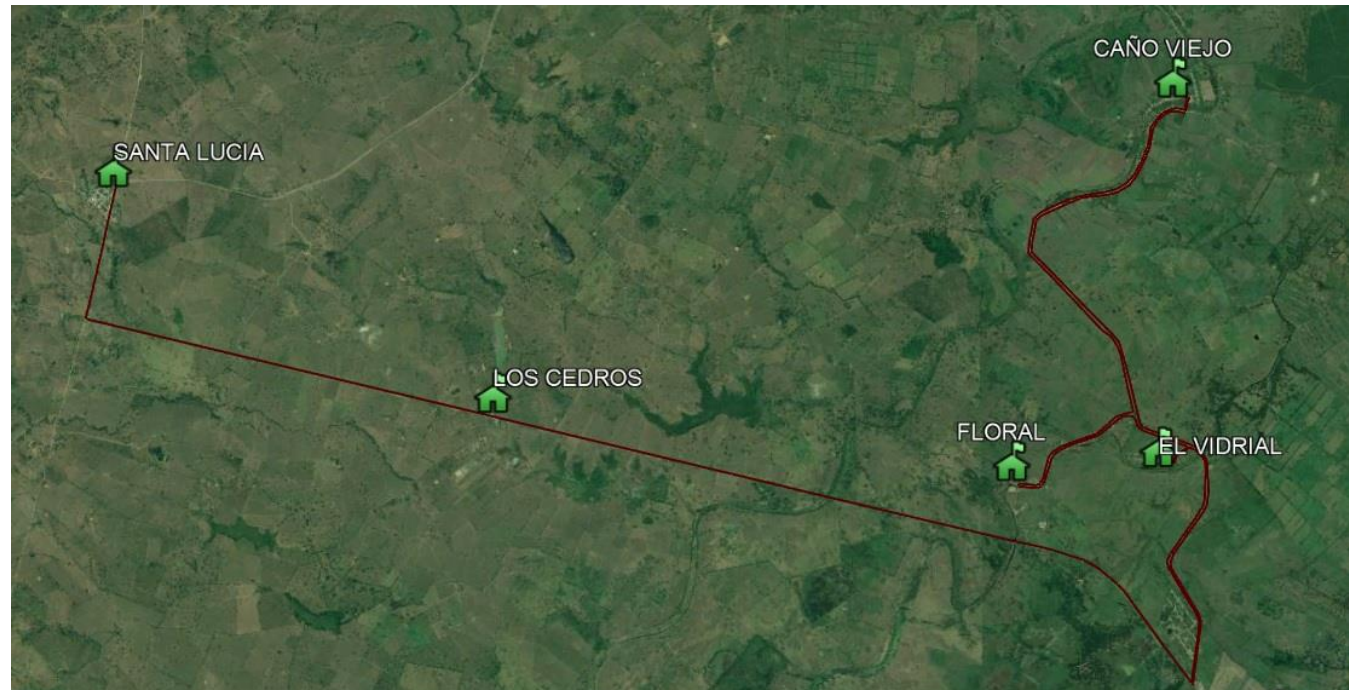 CAÑO VIEJO
SANTA LUCIA
LOS CEDROS
FLORAL
EL VIDRIAL